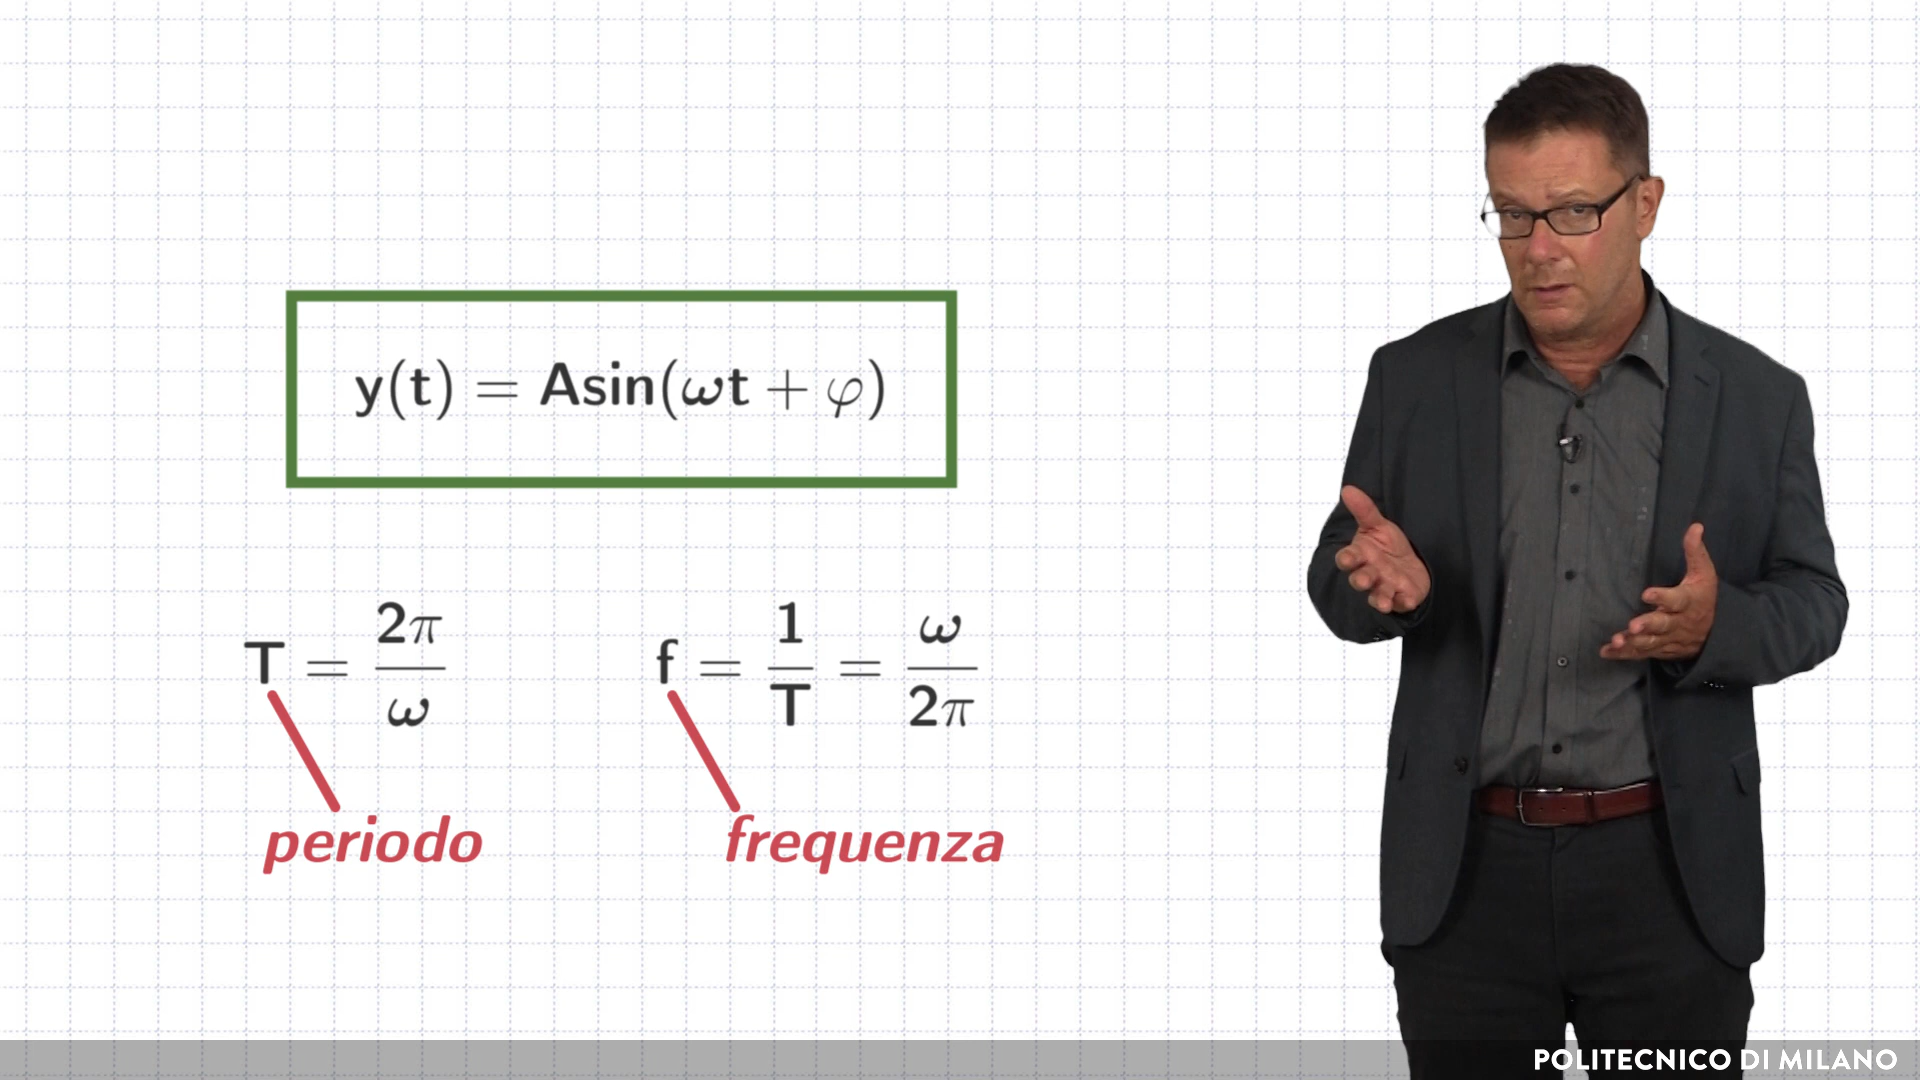 y(t) = Asin(ωt + φ)
T = 2π/ω
f = 1/T = ω/2π
periodo
frequenza
POLITECNICO DI MILANO